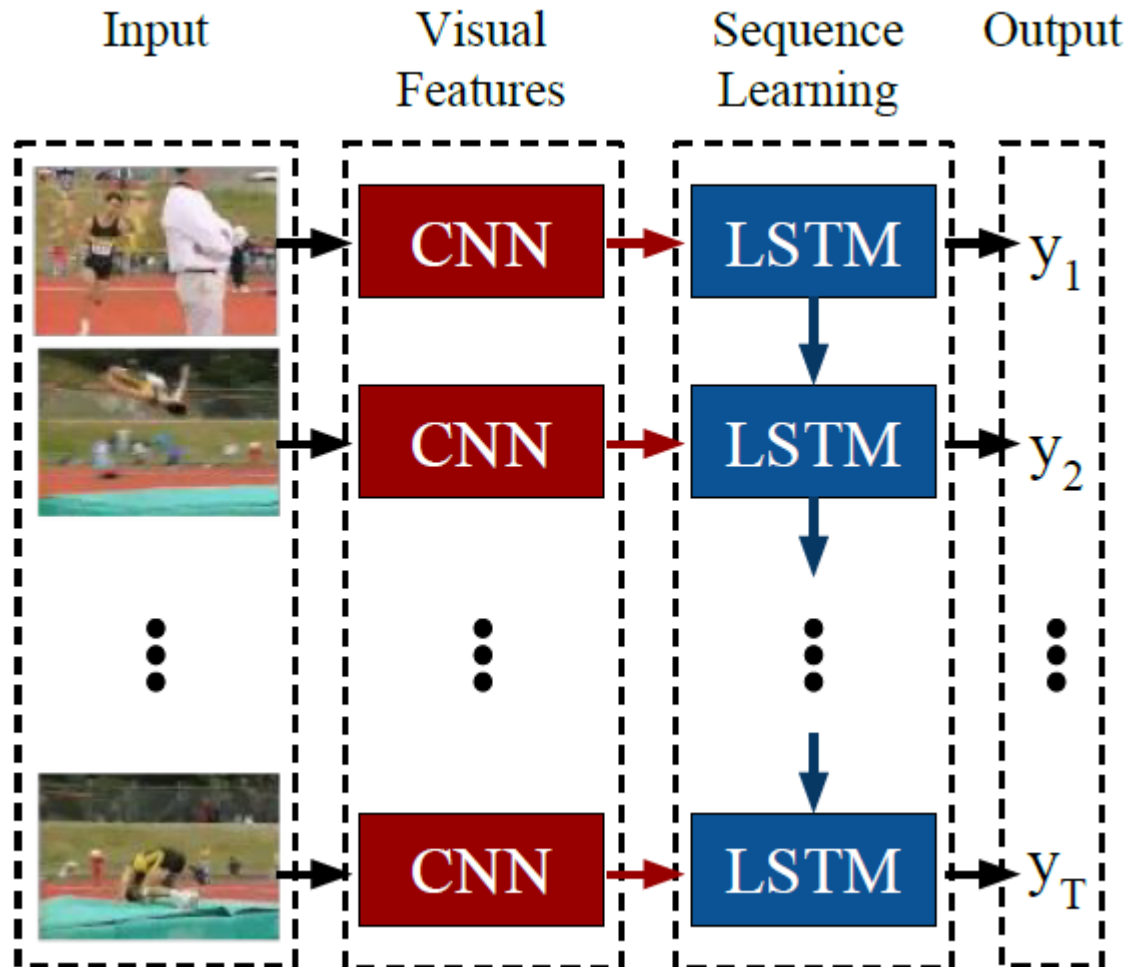 Input
Visual
Features
Sequence
Learning
Output
CNN
LSTM
y1
CNN
LSTM
y2
CNN
LSTM
yT